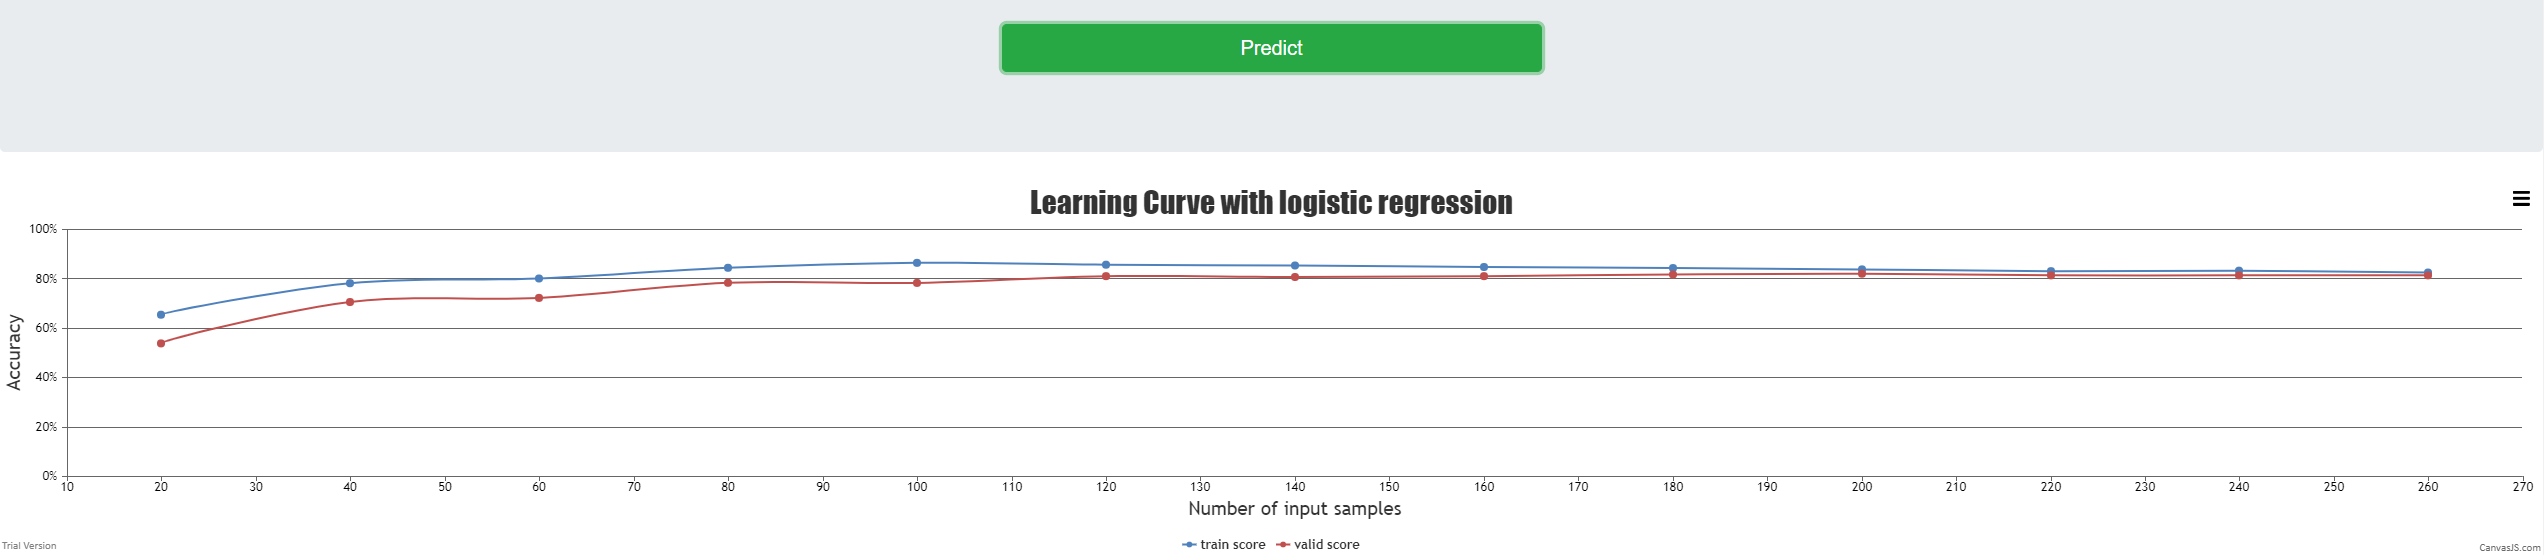 Predict
Learning Curve with logistic regression
100%
80%
60%
40%
20%
0%
Accuracy
10 20 30 40 50 60 70 80 90 100 110 120 130 140 150 160 170 180 190 200 210 220 230 240 250 260 270
Number of input samples
train score valid score
Trial Version
CanvasJS.com